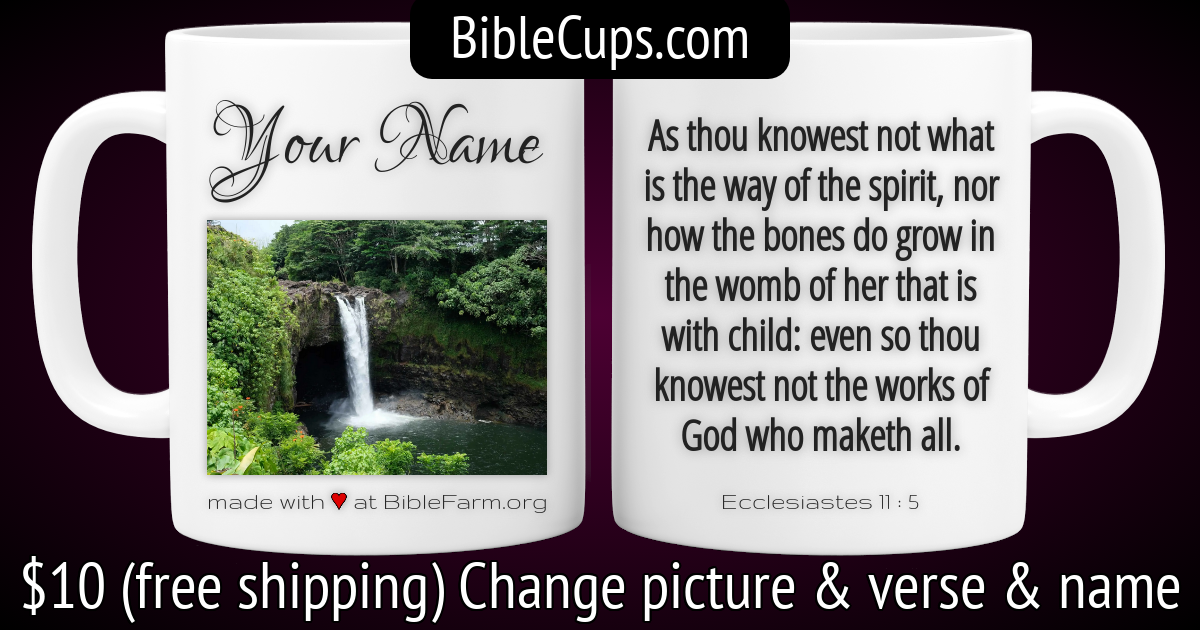 BibleCups.com
Your Name
made with ♥ at BibleFarm.org
As thou knowest not what
is the way of the spirit, nor
how the bones do grow in
the womb of her that is
with child: even so thou
knowest not the works of
God who maketh all.
Ecclesiastes 11 : 5
$10 (free shipping) Change picture & verse & name